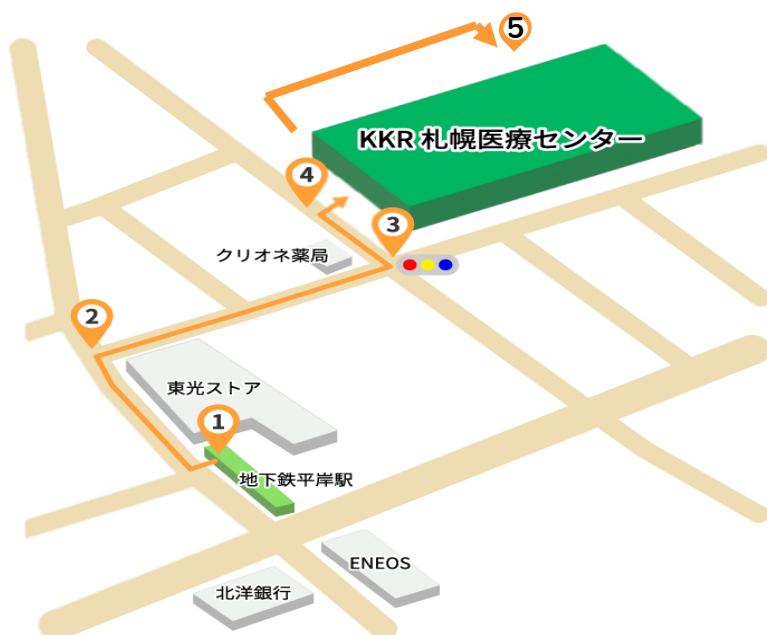 5
KKR 札幌医療センター
4
3
クリオネ薬局
2
東光ストア
1
地下鉄平岸駅
ENEOS
北洋銀行